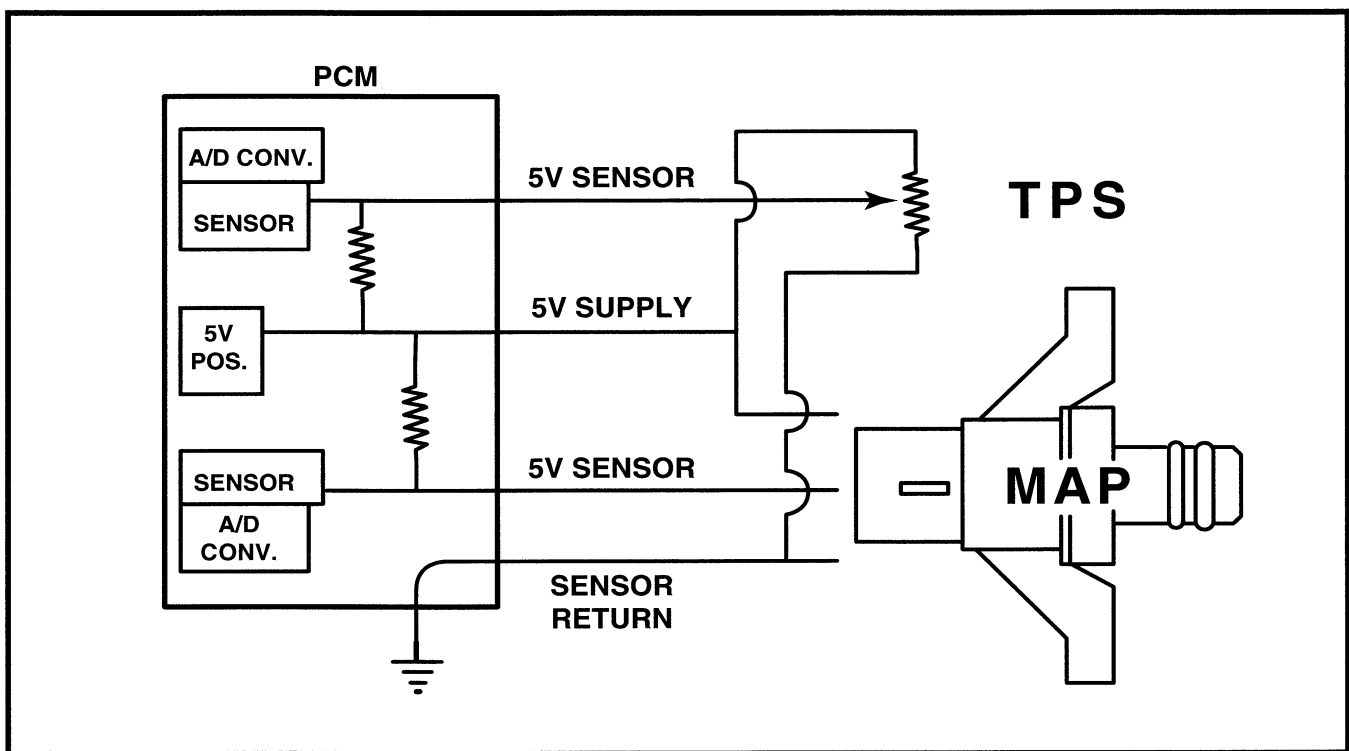 PCM
A/D CONV.
SENSOR
5V SENSOR
TPS
5V
POS.
5V SUPPLY
SENSOR
A/D
CONV.
5V SENSOR
MAP
SENSOR
RETURN